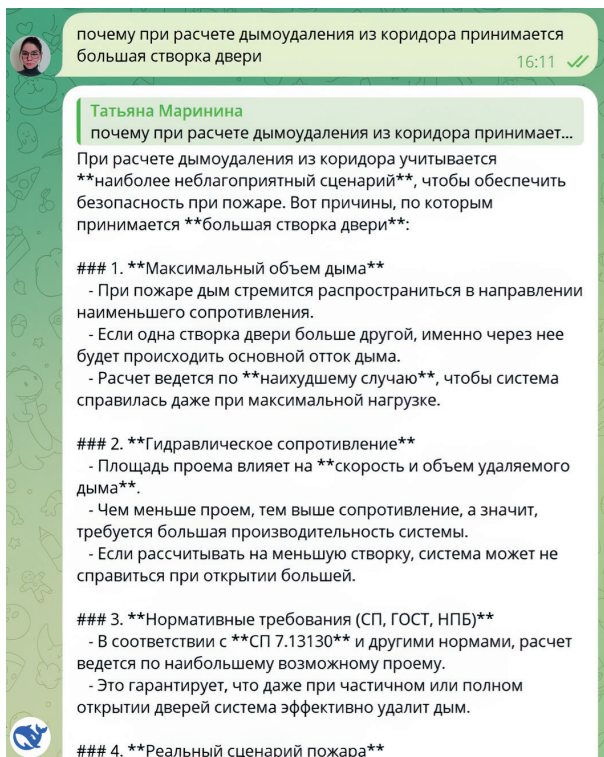 почему при расчете дымоудаления из коридора принимается
большая створка двери
16:11
Татьяна Маринина
почему при расчете дымоудаления из коридора принимает...
При расчете дымоудаления из коридора учитывается
**наиболее неблагоприятный сценарий**, чтобы обеспечить
безопасность при пожаре. Вот причины, по которым
принимается **большая створка двери**:
### 1. **Максимальный объем дыма**
- При пожаре дым стремится распространиться в направлении
наименьшего сопротивления.
- Если одна створка двери больше другой, именно через нее
будет происходить основной отток дыма.
- Расчет ведется по **наихудшему случаю**, чтобы система
справилась даже при максимальной нагрузке.
### 2. **Гидравлическое сопротивление**
- Площадь проема влияет на **скорость и объем удаляемого
дыма**.
- Чем меньше проем, тем выше сопротивление, а значит,
требуется большая производительность системы.
- Если рассчитывать на меньшую створку, система может не
справиться при открытии большей.
### 3. **Нормативные требования (СП, ГОСТ, НПБ)**
- В соответствии с **СП 7.13130** и другими нормами, расчет
ведется по наибольшему возможному проему.
- Это гарантирует, что даже при частичном или полном
открытии дверей система эффективно удалит дым.
### 4. **Реальный сценарий пожара**